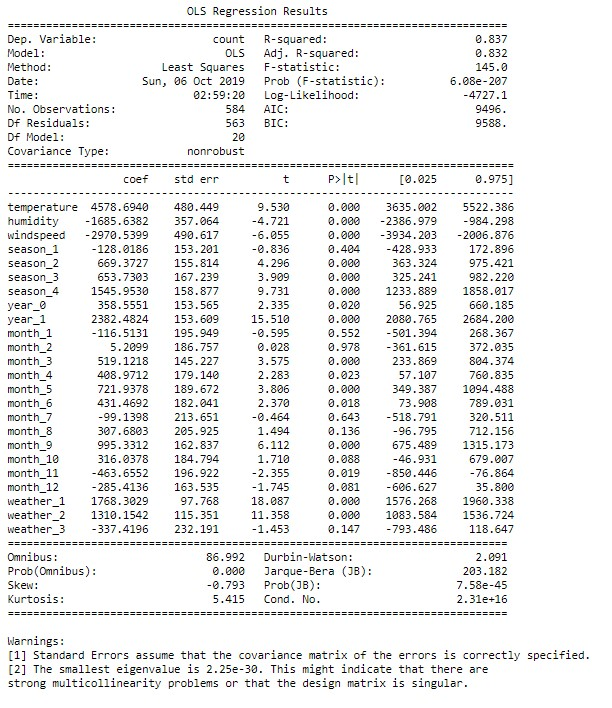 OLS Regression Results
==============================================================================
Dep. Variable: count R-squared: 0.837
Model: OLS Adj. R-squared: 0.832
Method: Least Squares F-statistic: 145.0
Date: Sun, 06 Oct 2019 Prob (F-statistic): 6.08e-207
Time: 02:59:20 Log-Likelihood: -4727.1
No. Observations: 584 AIC: 9496.
Df Residuals: 563 BIC: 9588.
Df Model: 20
Covariance Type: nonrobust
==============================================================================
coef std err t P>|t| [0.025 0.975]
------------------------------------------------------------------------------
temperature 4578.6940 480.449 9.530 0.000 3635.002 5522.386
humidity -1685.6382 357.064 -4.721 0.000 -2386.979 -984.298
windspeed -2970.5399 490.617 -6.055 0.000 -3934.203 -2006.876
season_1 -128.0186 153.201 -0.836 0.404 -428.933 172.896
season_2 669.3727 155.814 4.296 0.000 363.324 975.421
season_3 653.7303 167.239 3.909 0.000 325.241 982.220
season_4 1545.9530 158.877 9.731 0.000 1233.889 1858.017
year_0 358.5551 153.565 2.335 0.020 56.925 660.185
year_1 2382.4824 153.609 15.510 0.000 2080.765 2684.200
month_1 -116.5131 195.949 -0.595 0.552 -501.394 268.367
month_2 5.2099 186.757 0.028 0.978 -361.615 372.035
month_3 519.1218 145.227 3.575 0.000 233.869 804.374
month_4 408.9712 179.140 2.283 0.023 57.107 760.835
month_5 721.9378 189.672 3.806 0.000 349.387 1094.488
month_6 431.4692 182.041 2.370 0.018 73.908 789.031
month_7 -99.1398 213.651 -0.464 0.643 -518.791 320.511
month_8 307.6803 205.925 1.494 0.136 -96.795 712.156
month_9 995.3312 162.837 6.112 0.000 675.489 1315.173
month_10 316.0378 184.794 1.710 0.088 -46.931 679.007
month_11 -463.6552 196.922 -2.355 0.019 -850.446 -76.864
month_12 -285.4136 163.535 -1.745 0.081 -606.627 35.800
weather_1 1768.3029 97.768 18.087 0.000 1576.268 1960.338
weather_2 1310.1542 115.351 11.358 0.000 1083.584 1536.724
weather_3 -337.4196 232.191 -1.453 0.147 -793.486 118.647
==============================================================================
Omnibus: 86.992 Durbin-Watson: 2.091
Prob(Omnibus): 0.000 Jarque-Bera (JB): 203.182
Skew: -0.793 Prob(JB): 7.58e-45
Kurtosis: 5.415 Cond. No. 2.31e+16
==============================================================================
Warnings:
[1] Standard Errors assume that the covariance matrix of the errors is correctly specified.
[2] The smallest eigenvalue is 2.25e-30. This might indicate that there are
strong multicollinearity problems or that the design matrix is singular.